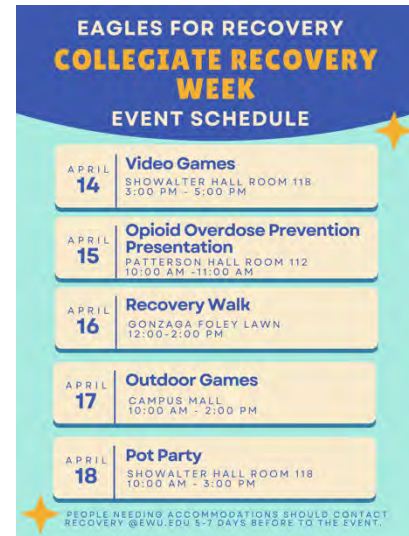 EAGLES FOR RECOVERY
COLLEGIATE RECOVERY
WEEK
EVENT SCHEDULE
APRIL
14
Video Games
SHOWALTER HALL ROOM 118
3:00 PM - 5:00 PM
APRIL
15
Opioid Overdose Prevention
Presentation
PATTERSON HALL ROOM 112
10:00 AM -11:00 AM
APRIL
16
Recovery Walk
GONZAGA FOLEY LAWN
12:00-2:00 PM
APRIL
17
Outdoor Games
CAMPUS MALL
10:00 AM - 2:00 PM
APRIL
18
Pot Party
SHOWALTER HALL ROOM 118
10:00 AM - 3:00 PM
PEOPLE NEEDING ACCOMMODATIONS SHOULD CONTACT
RECOVERY @EWU.EDU 5-7 DAYS BEFORE TO THE EVENT.